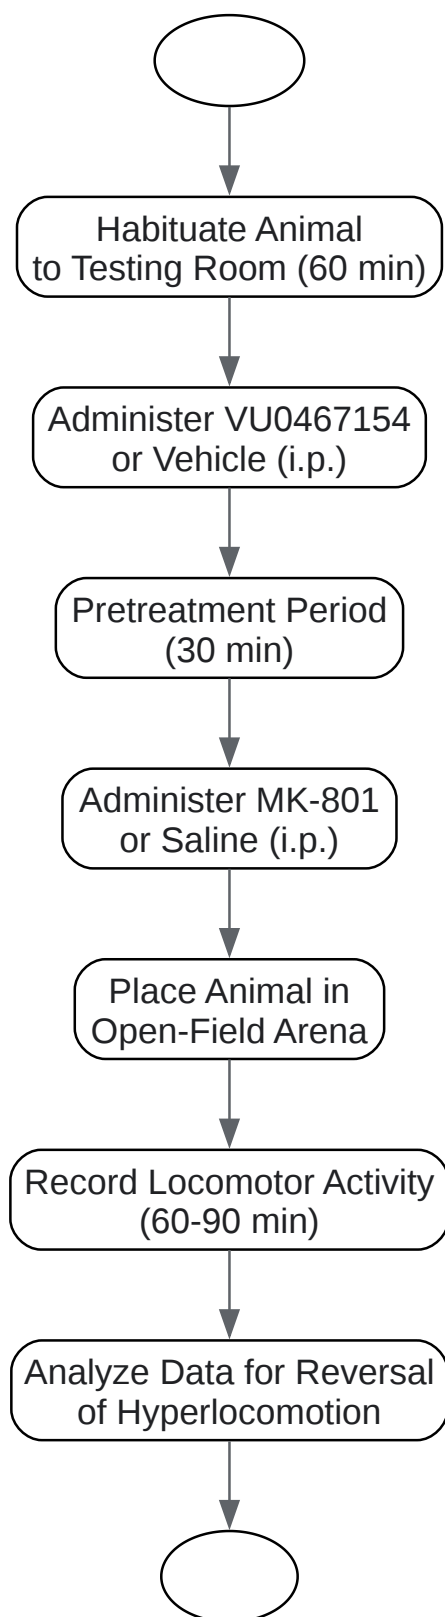 Habituate Animal
to Testing Room (60 min)
Administer VU0467154
or Vehicle (i.p.)
Pretreatment Period
(30 min)
Administer MK-801
or Saline (i.p.)
Place Animal in
Open-Field Arena
Record Locomotor Activity
(60-90 min)
Analyze Data for Reversal
of Hyperlocomotion